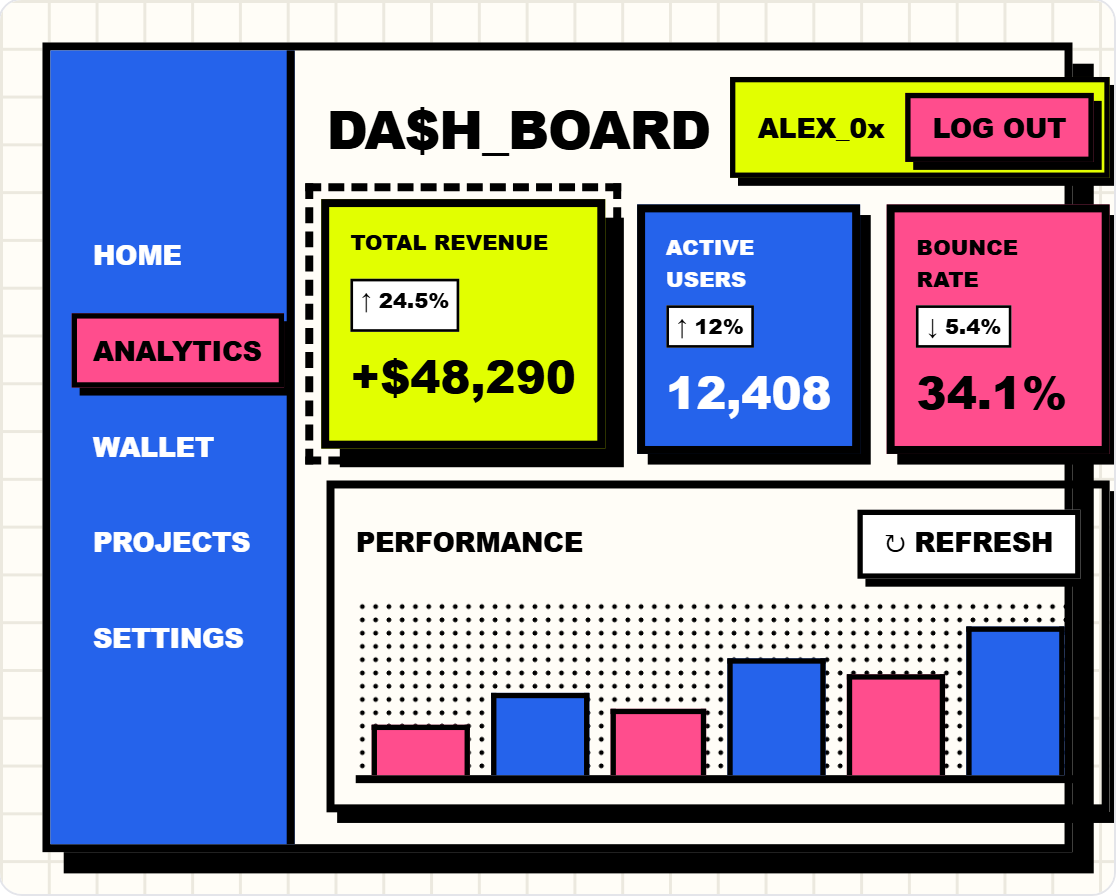 DA$H_BOARD
ALEX_0x
LOG OUT
HOME
ANALYTICS
WALLET
PROJECTS
SETTINGS
TOTAL REVENUE
↑ 24.5%
+$48,290
ACTIVE
USERS
↑ 12%
12,408
BOUNCE
RATE
↓ 5.4%
34.1%
PERFORMANCE
↻ REFRESH